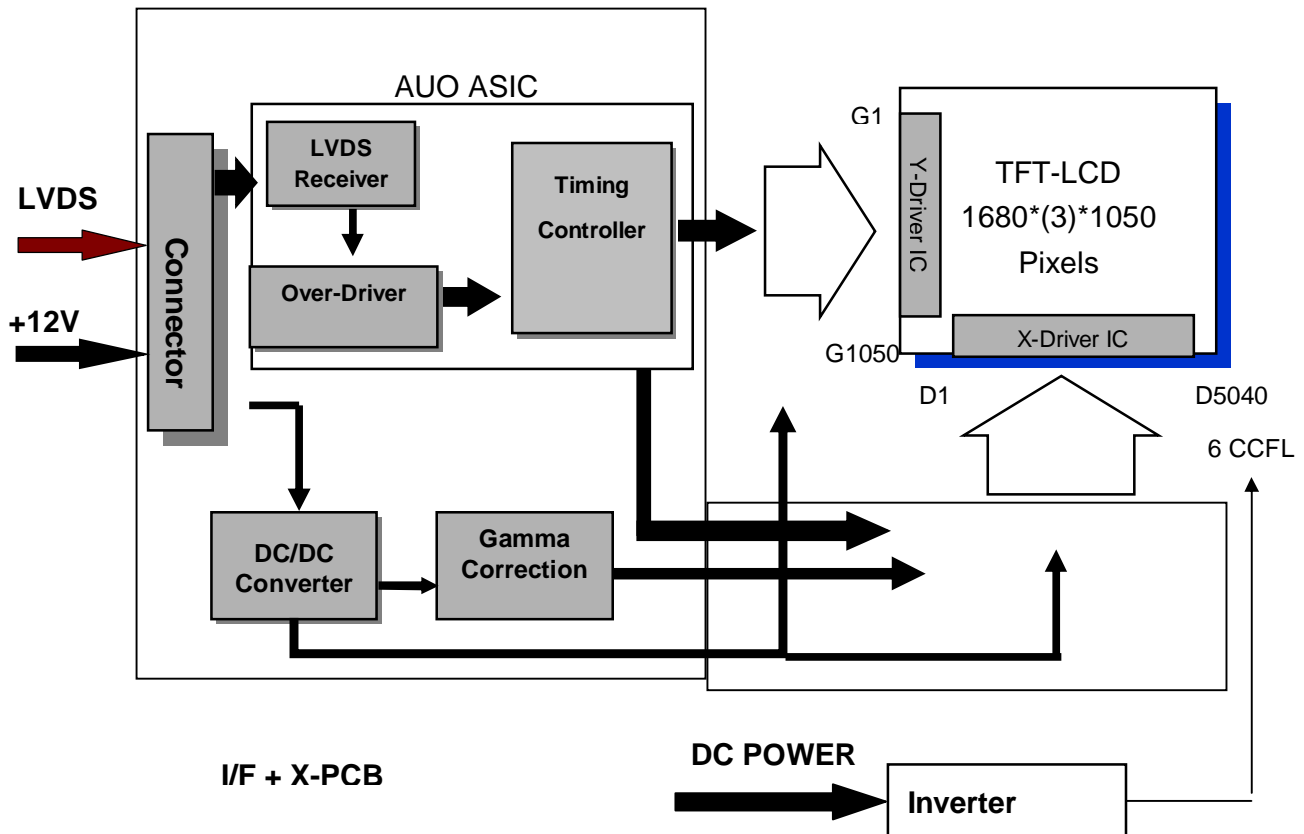 AUO ASIC
LVDS
+12V
Connector
LVDS
Receiver
Over-Driver
Timing
Controller
DC/DC
Converter
Gamma
Correction
G1
G1050
Y-Driver IC
TFT-LCD
1680*(3)*1050
Pixels
X-Driver IC
D1
D5040
6 CCFL
I/F + X-PCB
DC POWER
Inverter